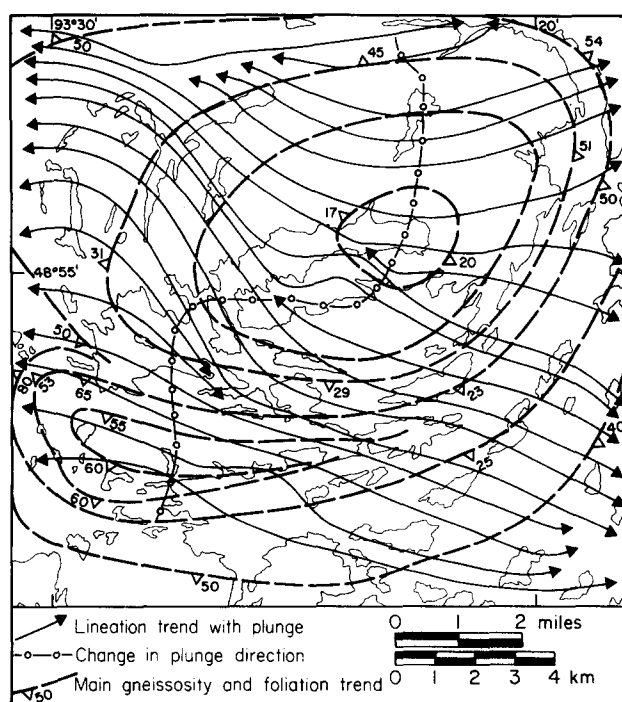 93°30' 20'
50 45 54
51
50
17
20
31
48°55'
50
29 23
80 53 65
55
40
60 25
60
50
Lineation trend with plunge
Change in plunge direction
50 Main gneissosity and foliation trend
0 1 2 miles
0 1 2 3 4 km